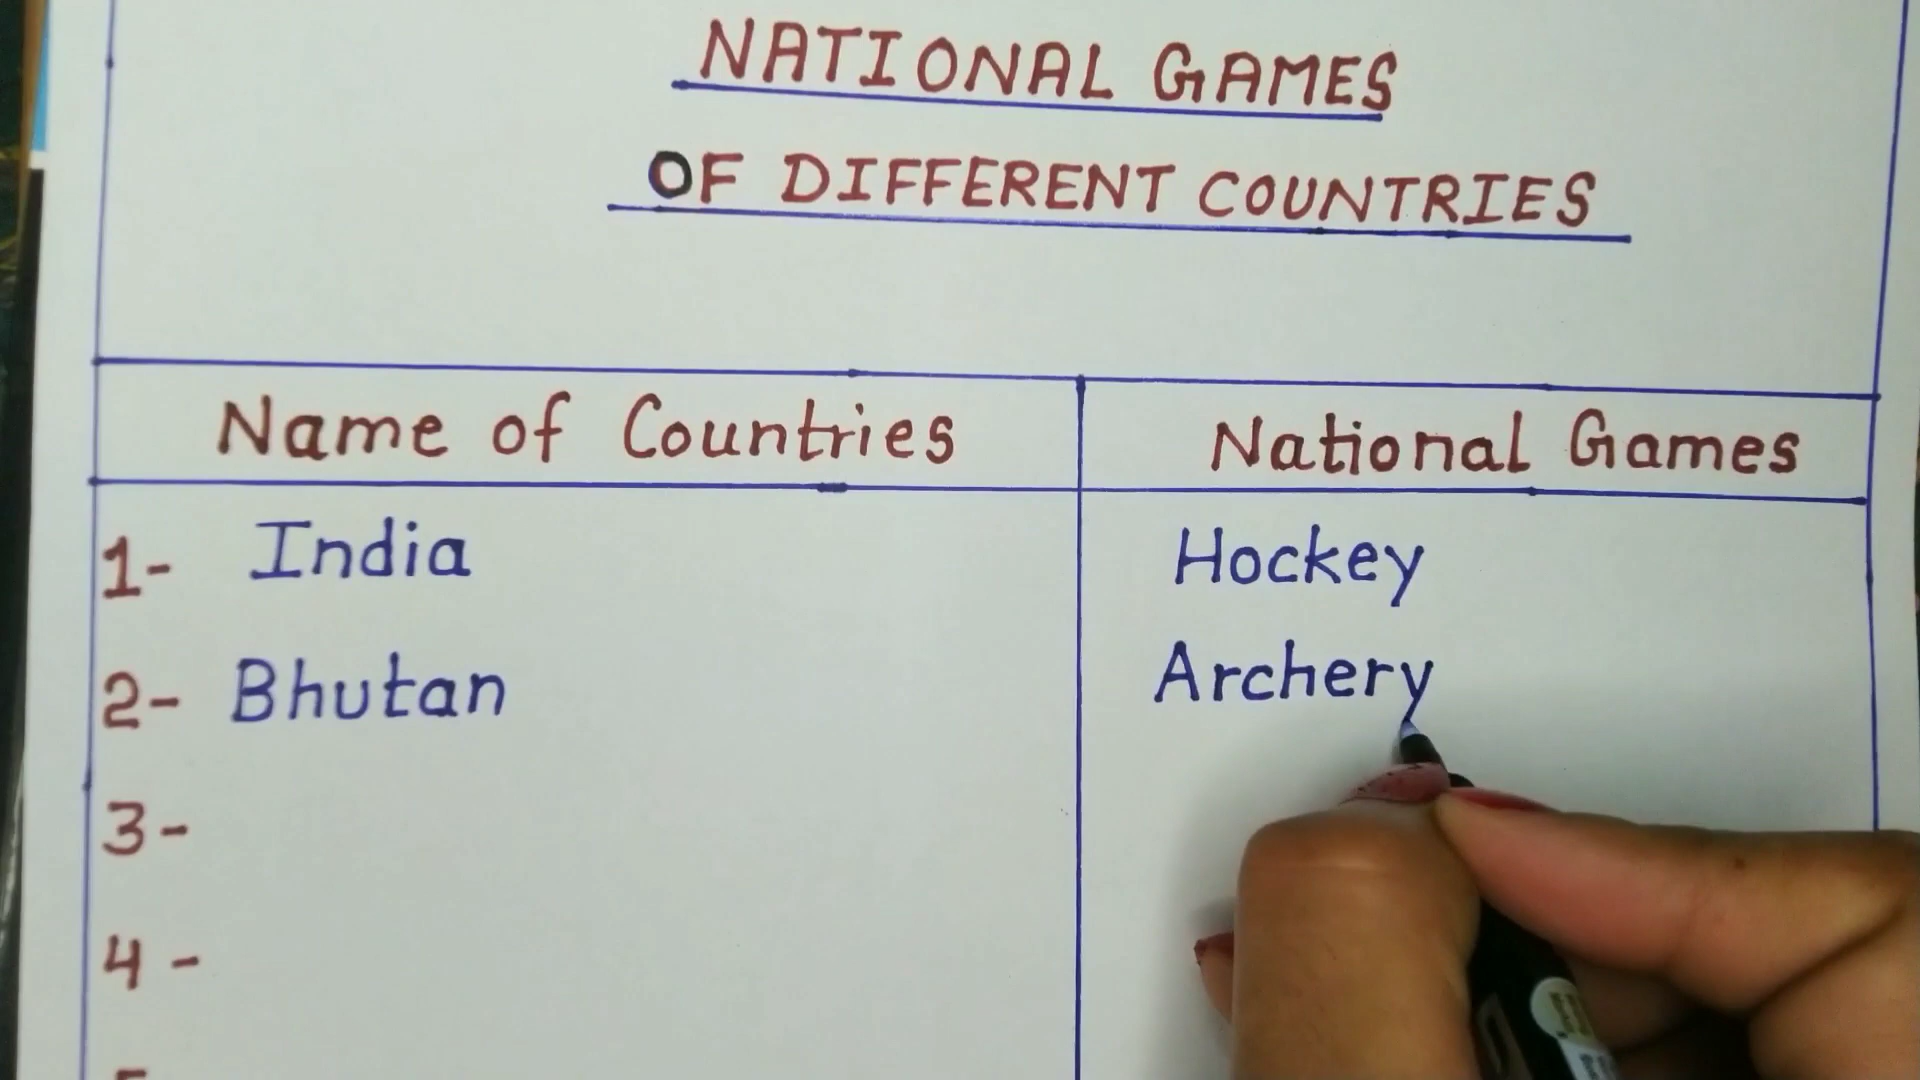 NATIONAL GAMES
OF DIFFERENT COUNTRIES
Name of Countries National Games
1- India Hockey
2- Bhutan Archery
3-
4-